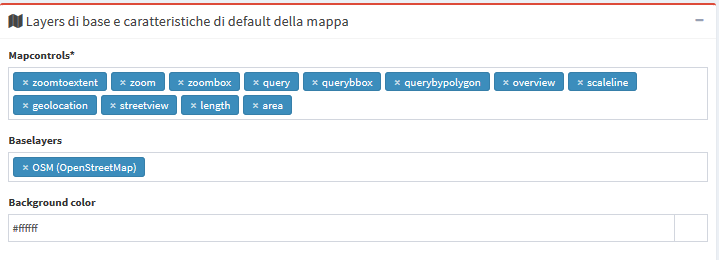 Layers di base e caratteristiche di default della mappa
Mapcontrols*
× zoomtoextent × zoom × zoombox × query × querybbox × querybypolygon × overview × scaleline
× geolocation × streetview × length × area
Baselayers
× OSM (OpenStreetMap)
Background color
#ffffff